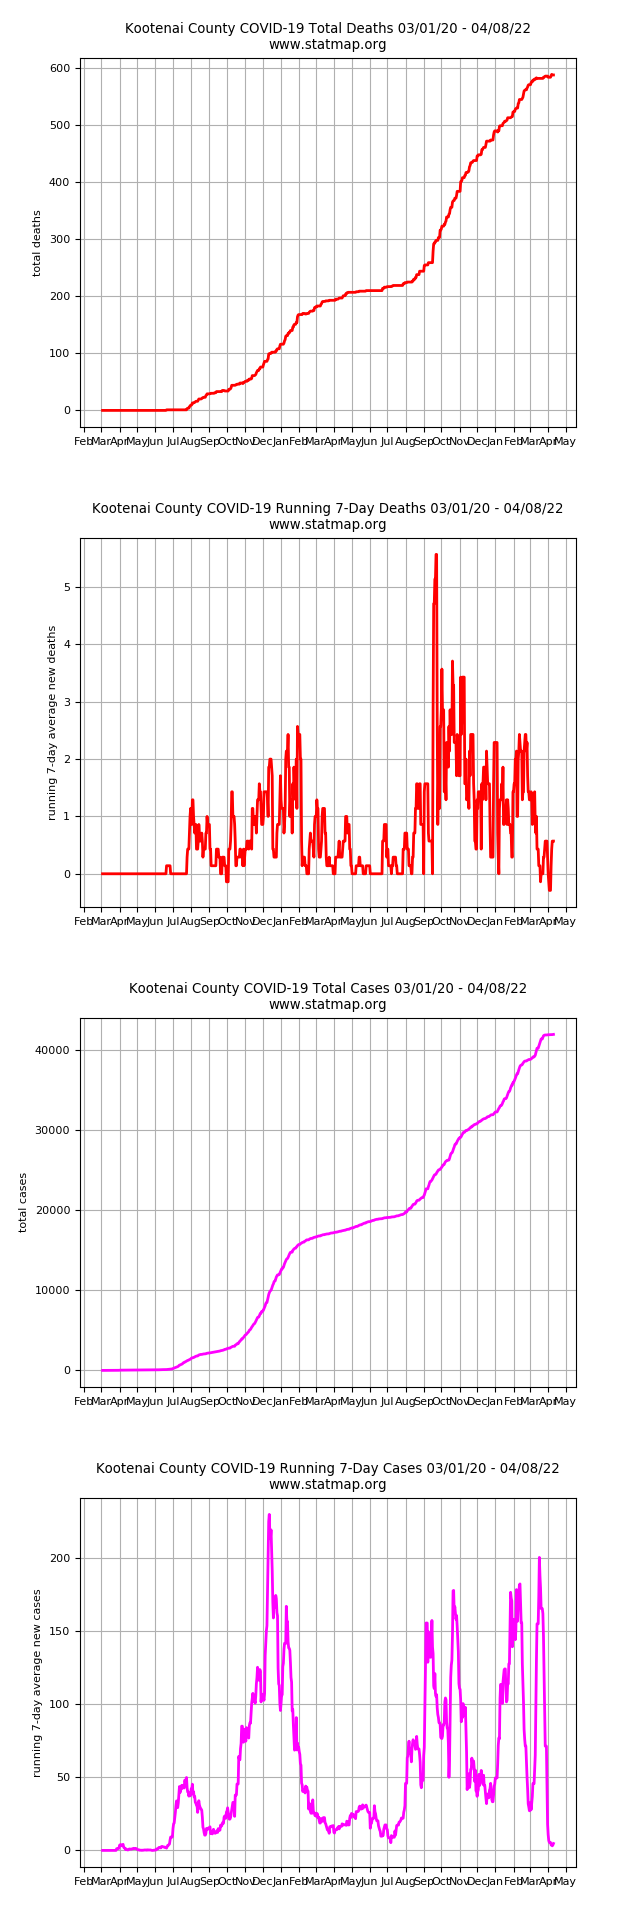 Kootenai County COVID-19 Total Deaths 03/01/20 - 04/08/22
www.statmap.org
600
500
400
300
200
100
0
total deaths
Feb Mar Apr May Jun Jul Aug Sep Oct Nov Dec Jan Feb Mar Apr May Jun Jul Aug Sep Oct Nov Dec Jan Feb Mar Apr May
Kootenai County COVID-19 Running 7-Day Deaths 03/01/20 - 04/08/22
www.statmap.org
5
4
3
2
1
0
running 7-day average new deaths
Feb Mar Apr May Jun Jul Aug Sep Oct Nov Dec Jan Feb Mar Apr May Jun Jul Aug Sep Oct Nov Dec Jan Feb Mar Apr May
Kootenai County COVID-19 Total Cases 03/01/20 - 04/08/22
www.statmap.org
40000
30000
20000
10000
0
total cases
Feb Mar Apr May Jun Jul Aug Sep Oct Nov Dec Jan Feb Mar Apr May Jun Jul Aug Sep Oct Nov Dec Jan Feb Mar Apr May
Kootenai County COVID-19 Running 7-Day Cases 03/01/20 - 04/08/22
www.statmap.org
200
150
100
50
0
running 7-day average new cases
Feb Mar Apr May Jun Jul Aug Sep Oct Nov Dec Jan Feb Mar Apr May Jun Jul Aug Sep Oct Nov Dec Jan Feb Mar Apr May